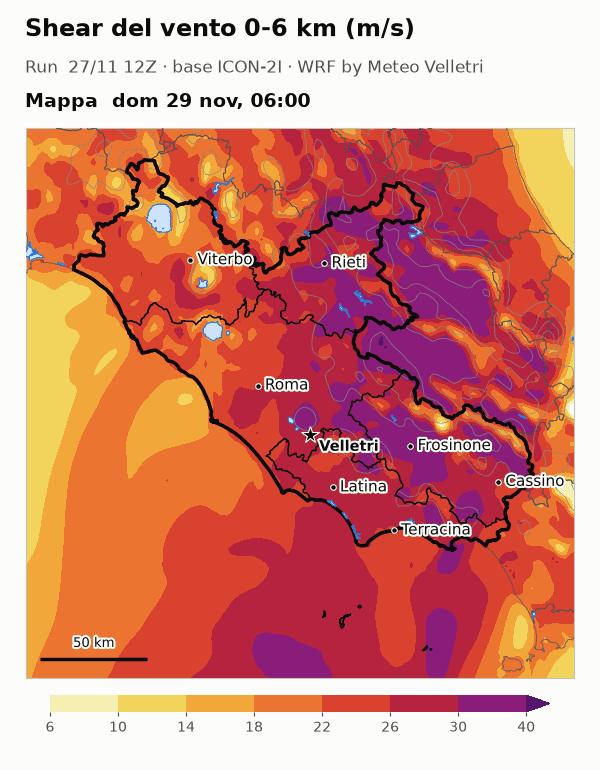 Shear del vento 0-6 km (m/s)
Run  27/11 12Z · base ICON-2I · WRF by Meteo Velletri
Mappa  dom 29 nov, 06:00
Viterbo
Rieti
Roma
Velletri
Frosinone
Cassino
Latina
Terracina
50 km
6 10 14 18 22 26 30 40